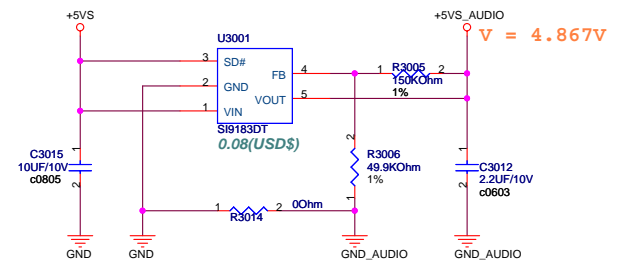 +5VS
+5VS_AUDIO
V = 4.867V
U3001
3 SD#
2 GND
1 VIN
FB 4
VOUT 5
SI9183DT
0.08(USD$)
1 R3005 2
150KOhm
1%
C3015
10UF/10V
c0805
1
2
2
R3006
49.9KOhm
1%
1
1
C3012
2.2UF/10V
c0603
2
1 R3014 2 0Ohm
GND
GND
GND_AUDIO
GND_AUDIO